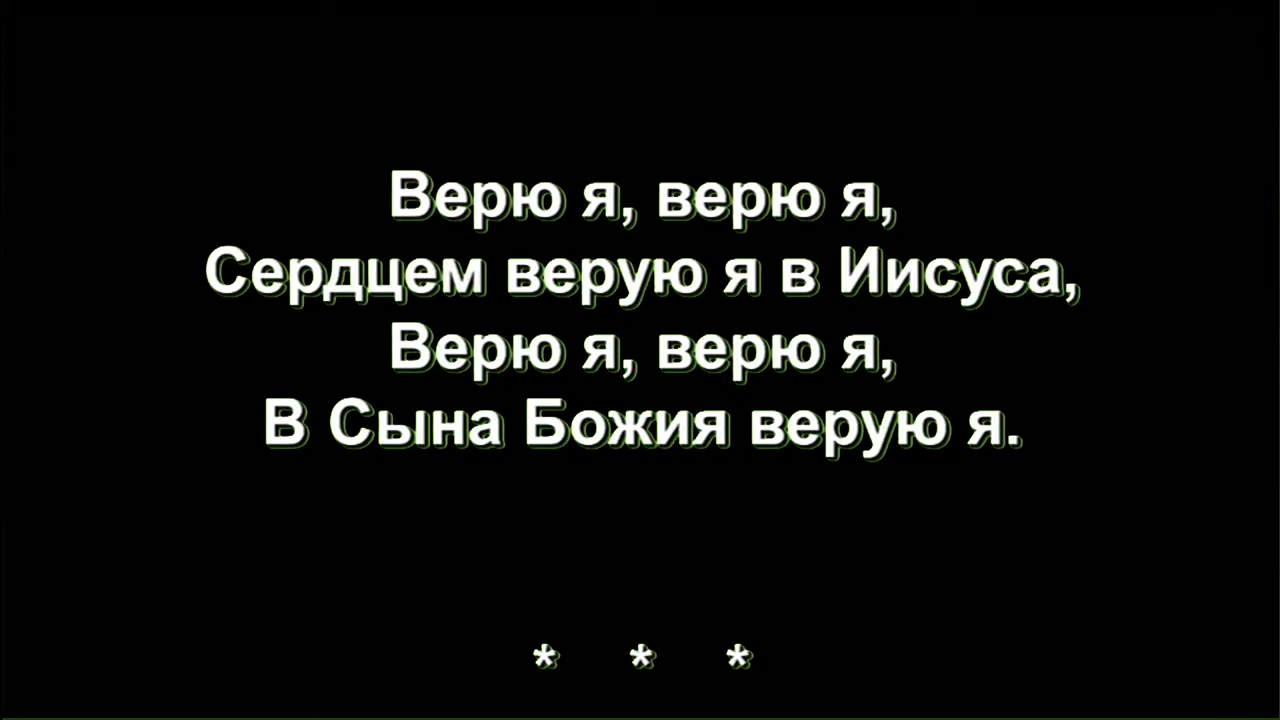 Верю я, верю я,
Сердцем верую я в Иисуса,
Верю я, верю я,
В Сына Божия верую я.
* * *